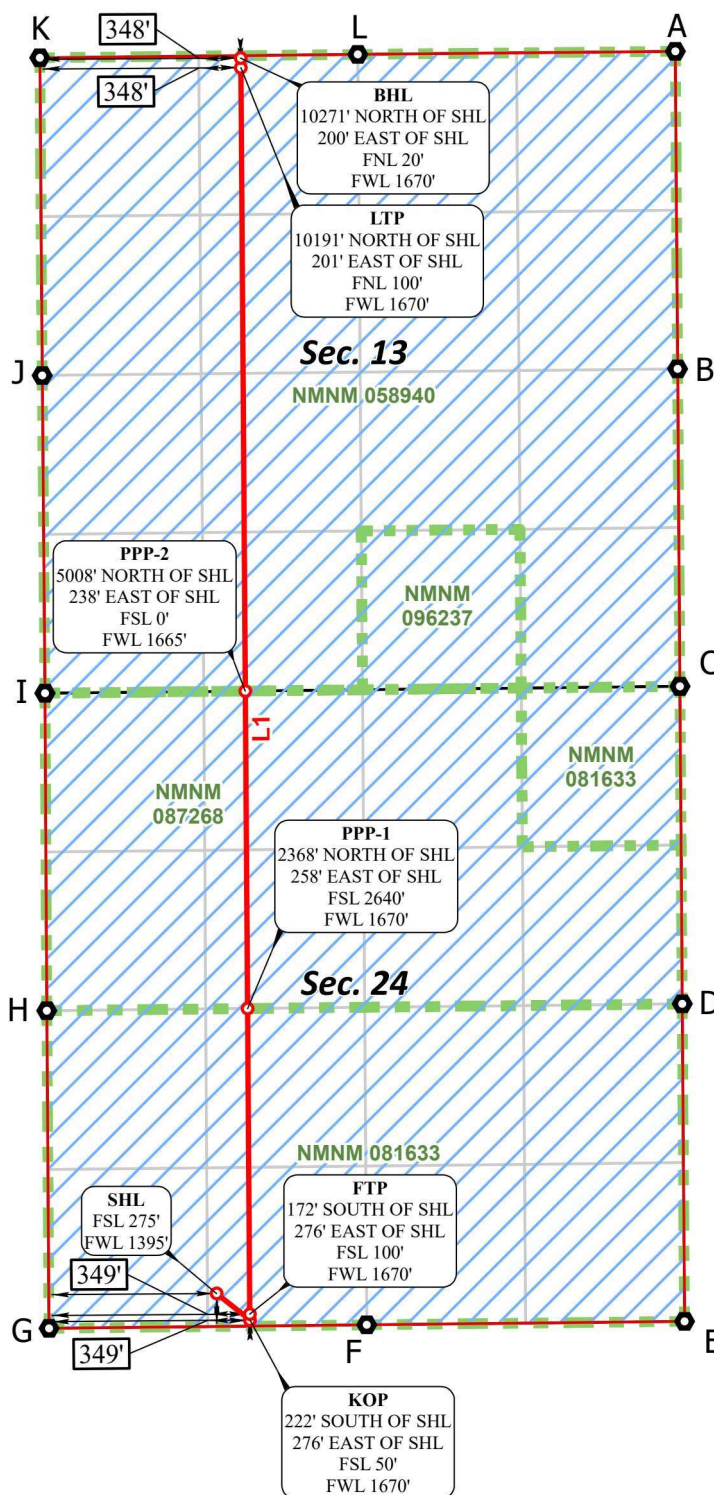 K
348'
L
A
348'
BHL
10271' NORTH OF SHL
200' EAST OF SHL
FNL 20'
FWL 1670'
LTP
10191' NORTH OF SHL
201' EAST OF SHL
FNL 100'
FWL 1670'
Sec. 13
J
B
NMNM 058940
PPP-2
5008' NORTH OF SHL
238' EAST OF SHL
FSL 0'
FWL 1665'
NMNM
096237
I
C
L1
NMNM
087268
NMNM
081633
PPP-1
2368' NORTH OF SHL
258' EAST OF SHL
FSL 2640'
FWL 1670'
Sec. 24
H
D
NMNM 081633
SHL
FSL 275'
FWL 1395'
FTP
172' SOUTH OF SHL
276' EAST OF SHL
FSL 100'
FWL 1670'
349'
G
F
E
349'
KOP
222' SOUTH OF SHL
276' EAST OF SHL
FSL 50'
FWL 1670'